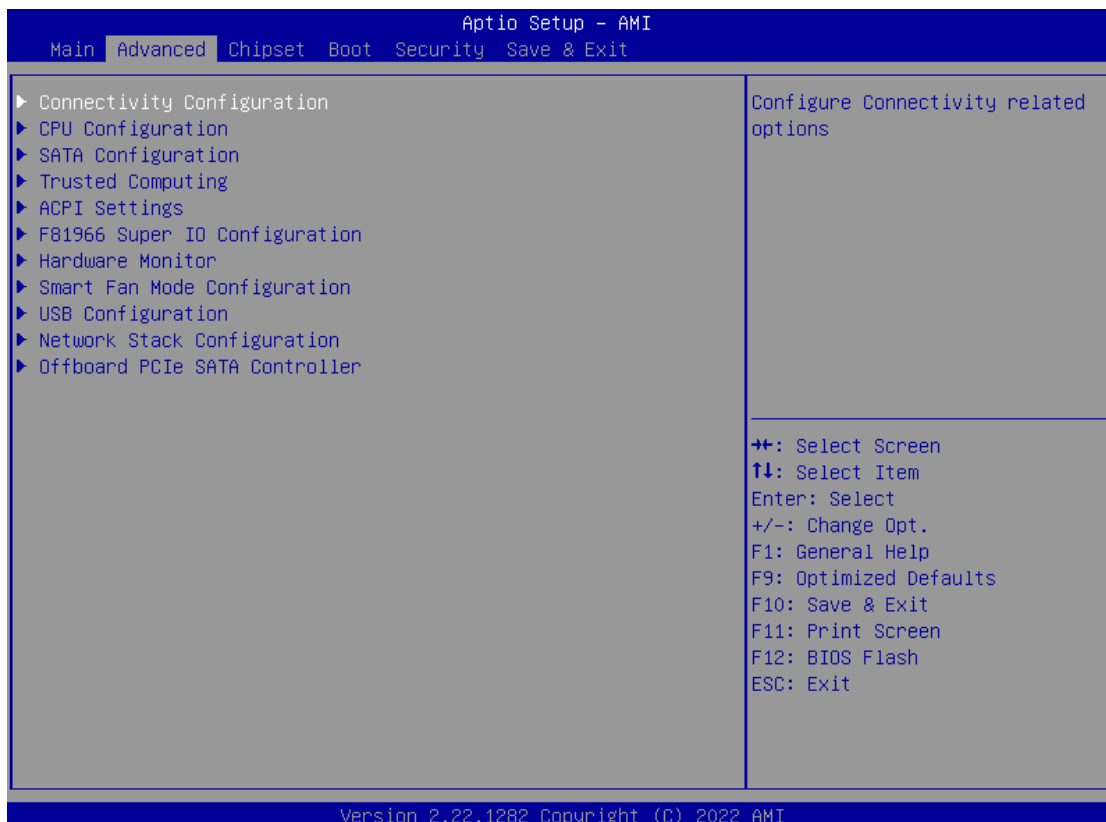 Aptio Setup – AMI
Main Advanced Chipset Boot Security Save & Exit
Connectivity Configuration
CPU Configuration
SATA Configuration
Trusted Computing
ACPI Settings
F81966 Super IO Configuration
Hardware Monitor
Smart Fan Mode Configuration
USB Configuration
Network Stack Configuration
Offboard PCIe SATA Controller
Configure Connectivity related
options
→←: Select Screen
↑↓: Select Item
Enter: Select
+/-: Change Opt.
F1: General Help
F9: Optimized Defaults
F10: Save & Exit
F11: Print Screen
F12: BIOS Flash
ESC: Exit
Version 2.22.1282 Copyright (C) 2022 AMI